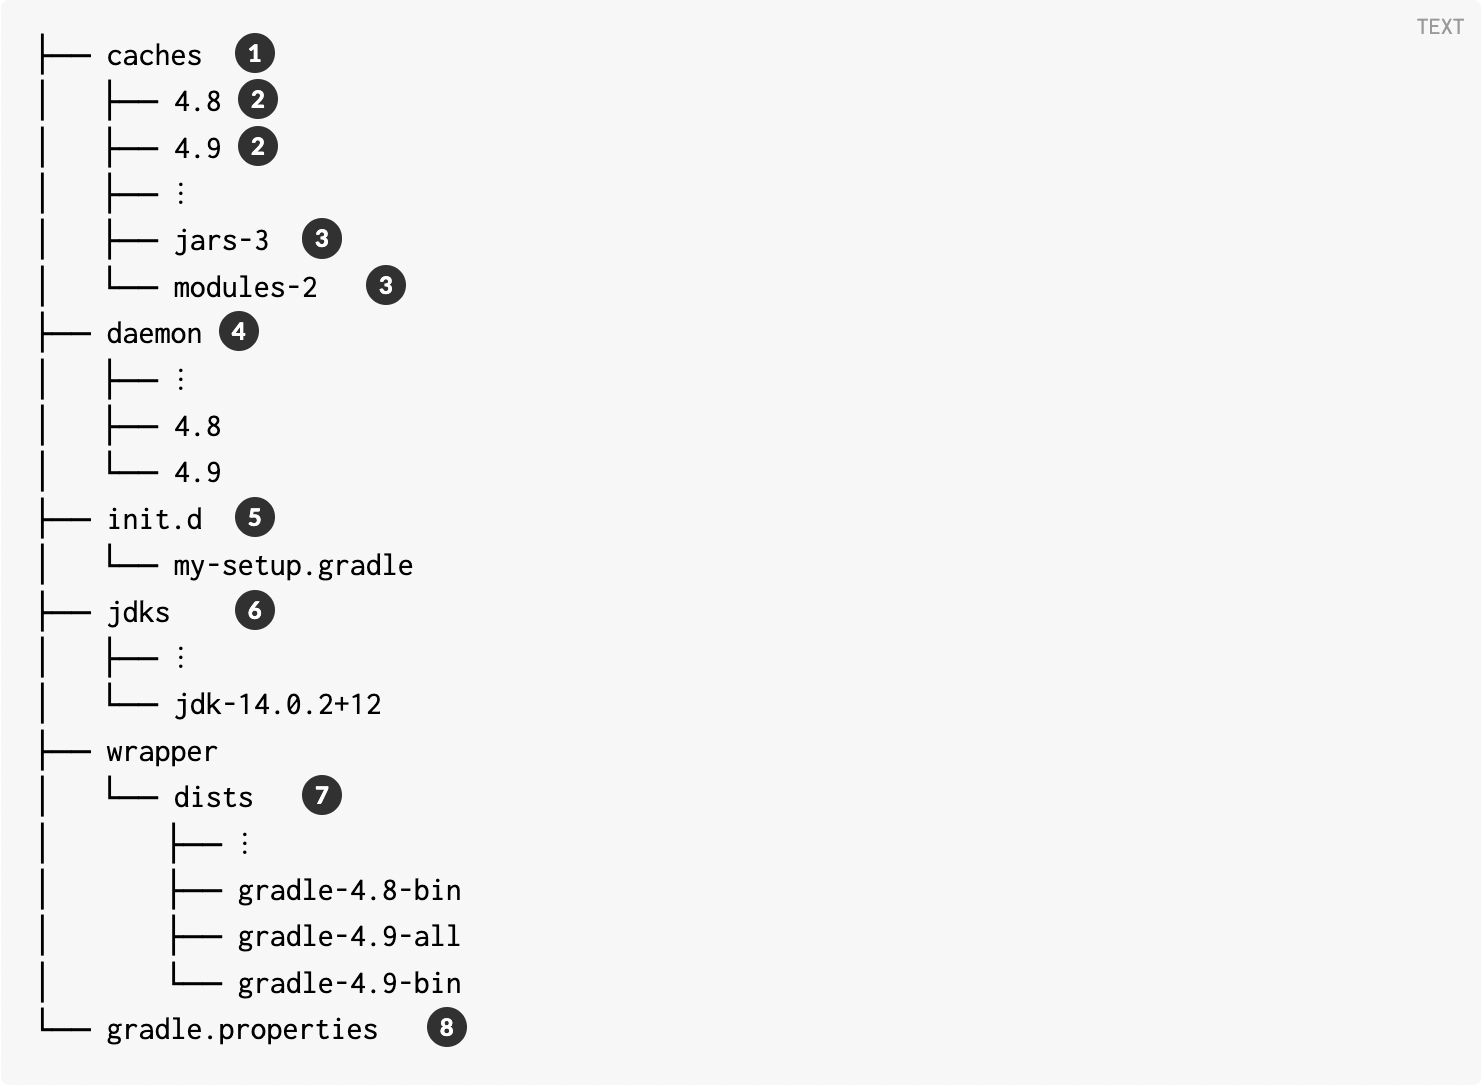 TEXT
├── caches 1
│   ├── 4.8 2
│   ├── 4.9 2
│   ├── ⋮
│   ├── jars-3 3
│   └── modules-2 3
├── daemon 4
│   ├── ⋮
│   ├── 4.8
│   └── 4.9
├── init.d 5
│   └── my-setup.gradle
├── jdks 6
│   ├── ⋮
│   └── jdk-14.0.2+12
├── wrapper
│   └── dists 7
│       ├── ⋮
│       ├── gradle-4.8-bin
│       ├── gradle-4.9-all
│       └── gradle-4.9-bin
└── gradle.properties 8